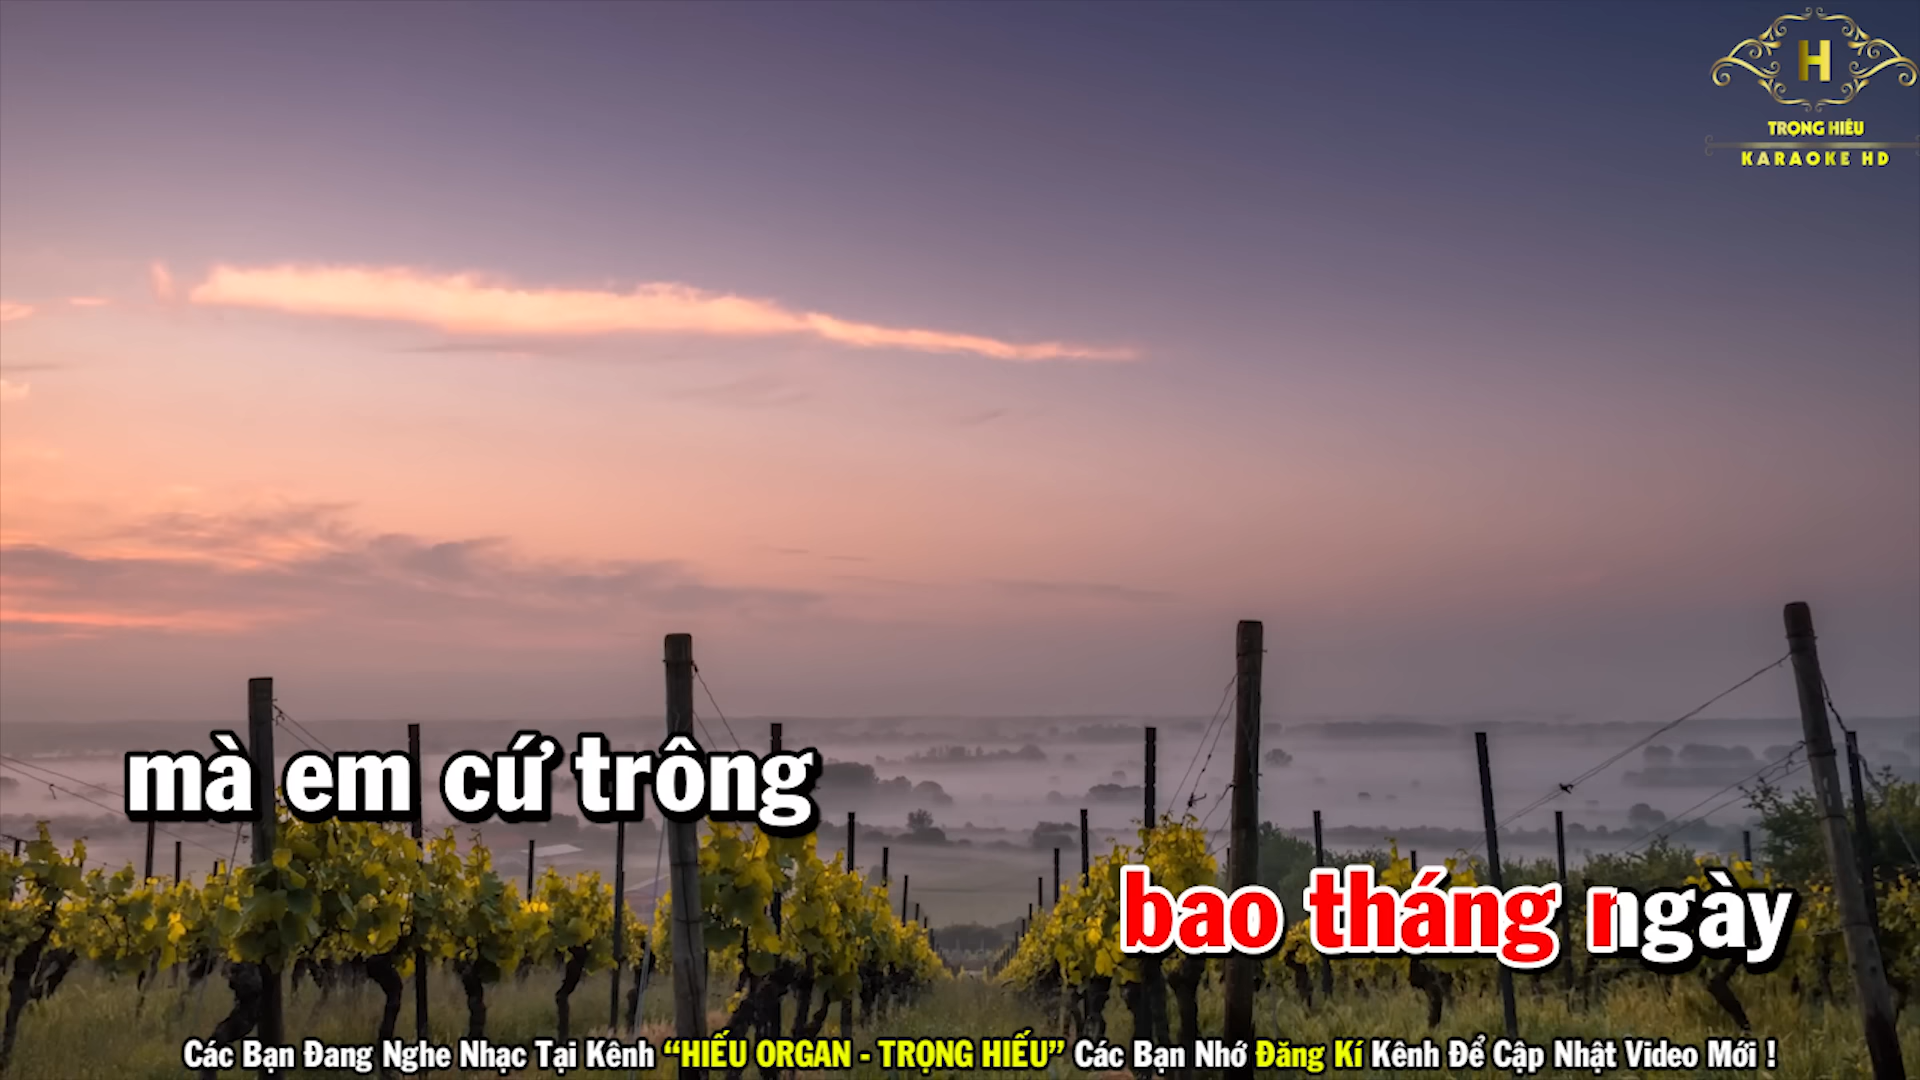 H
TRỌNG HIẾU
KARAOKE HD
mà em cứ trông
bao tháng ngày
Các Bạn Đang Nghe Nhạc Tại Kênh “HIẾU ORGAN - TRỌNG HIẾU” Các Bạn Nhớ Đăng Kí Kênh Để Cập Nhật Video Mới !